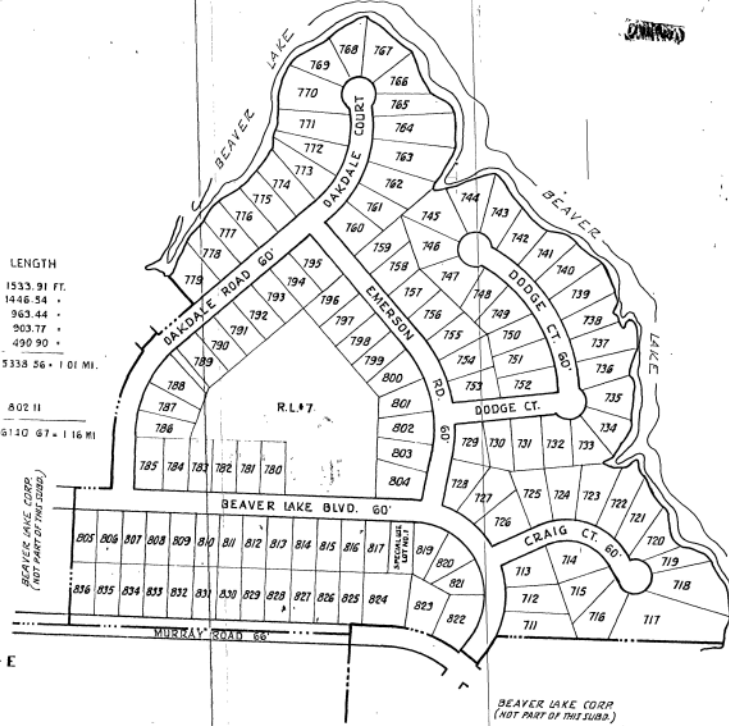 BEAVER LAKE
768 767
769 766
770 765
771 764
772 763
773 762
774 761
775 760
776
777
778
779
OAKDALE COURT
BEAVER
LAKE
744 743
745 742
746 741
747 740
748 739
749 738
750 737
751 736
752 735
753 734
754
755
756
757
758
759
DODGE CT. 60'
DODGE CT.
LENGTH
1533.91 FT.
1446.54 "
963.44 "
903.77 "
490.90 "
5338.56 = 1.01 MI.
802.11
6140.67 = 1.16 MI
OAKDALE ROAD 60'
EMERSON RD. 60'
795
794 796
793 797
792 798
791 799
790 800
789 801
788 802
787 803
786 804
R.L.#7
785 784 783 782 781 780
729 730 731 732 733
728 727 726 725 724 723 722 721 720 719 718
BEAVER LAKE BLVD. 60'
CRAIG CT. 60'
713 714
712 715
711 716 717
BEAVER LAKE CORP.
(NOT PART OF THIS SUBD.)
805 806 807 808 809 810 811 812 813 814 815 816 817
SPECIAL USE
LOT NO. 1
819 820 821
836 835 834 833 832 831 830 829 828 827 826 825 824
823 822
MURRAY ROAD 66'
E
BEAVER LAKE CORP.
(NOT PART OF THIS SUBD.)